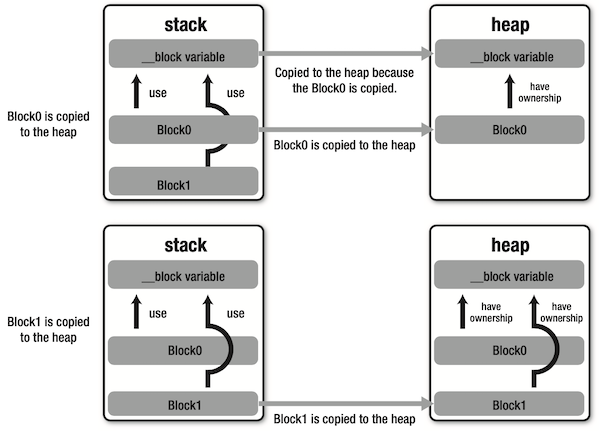 stack
heap
__block variable
__block variable
Copied to the heap because
the Block0 is copied.
use
use
have
ownership
Block0 is copied
to the heap
Block0
Block0
Block0 is copied to the heap
Block1
stack
heap
__block variable
__block variable
Block1 is copied
to the heap
use
use
have
ownership
have
ownership
Block0
Block0
Block1
Block1
Block1 is copied to the heap